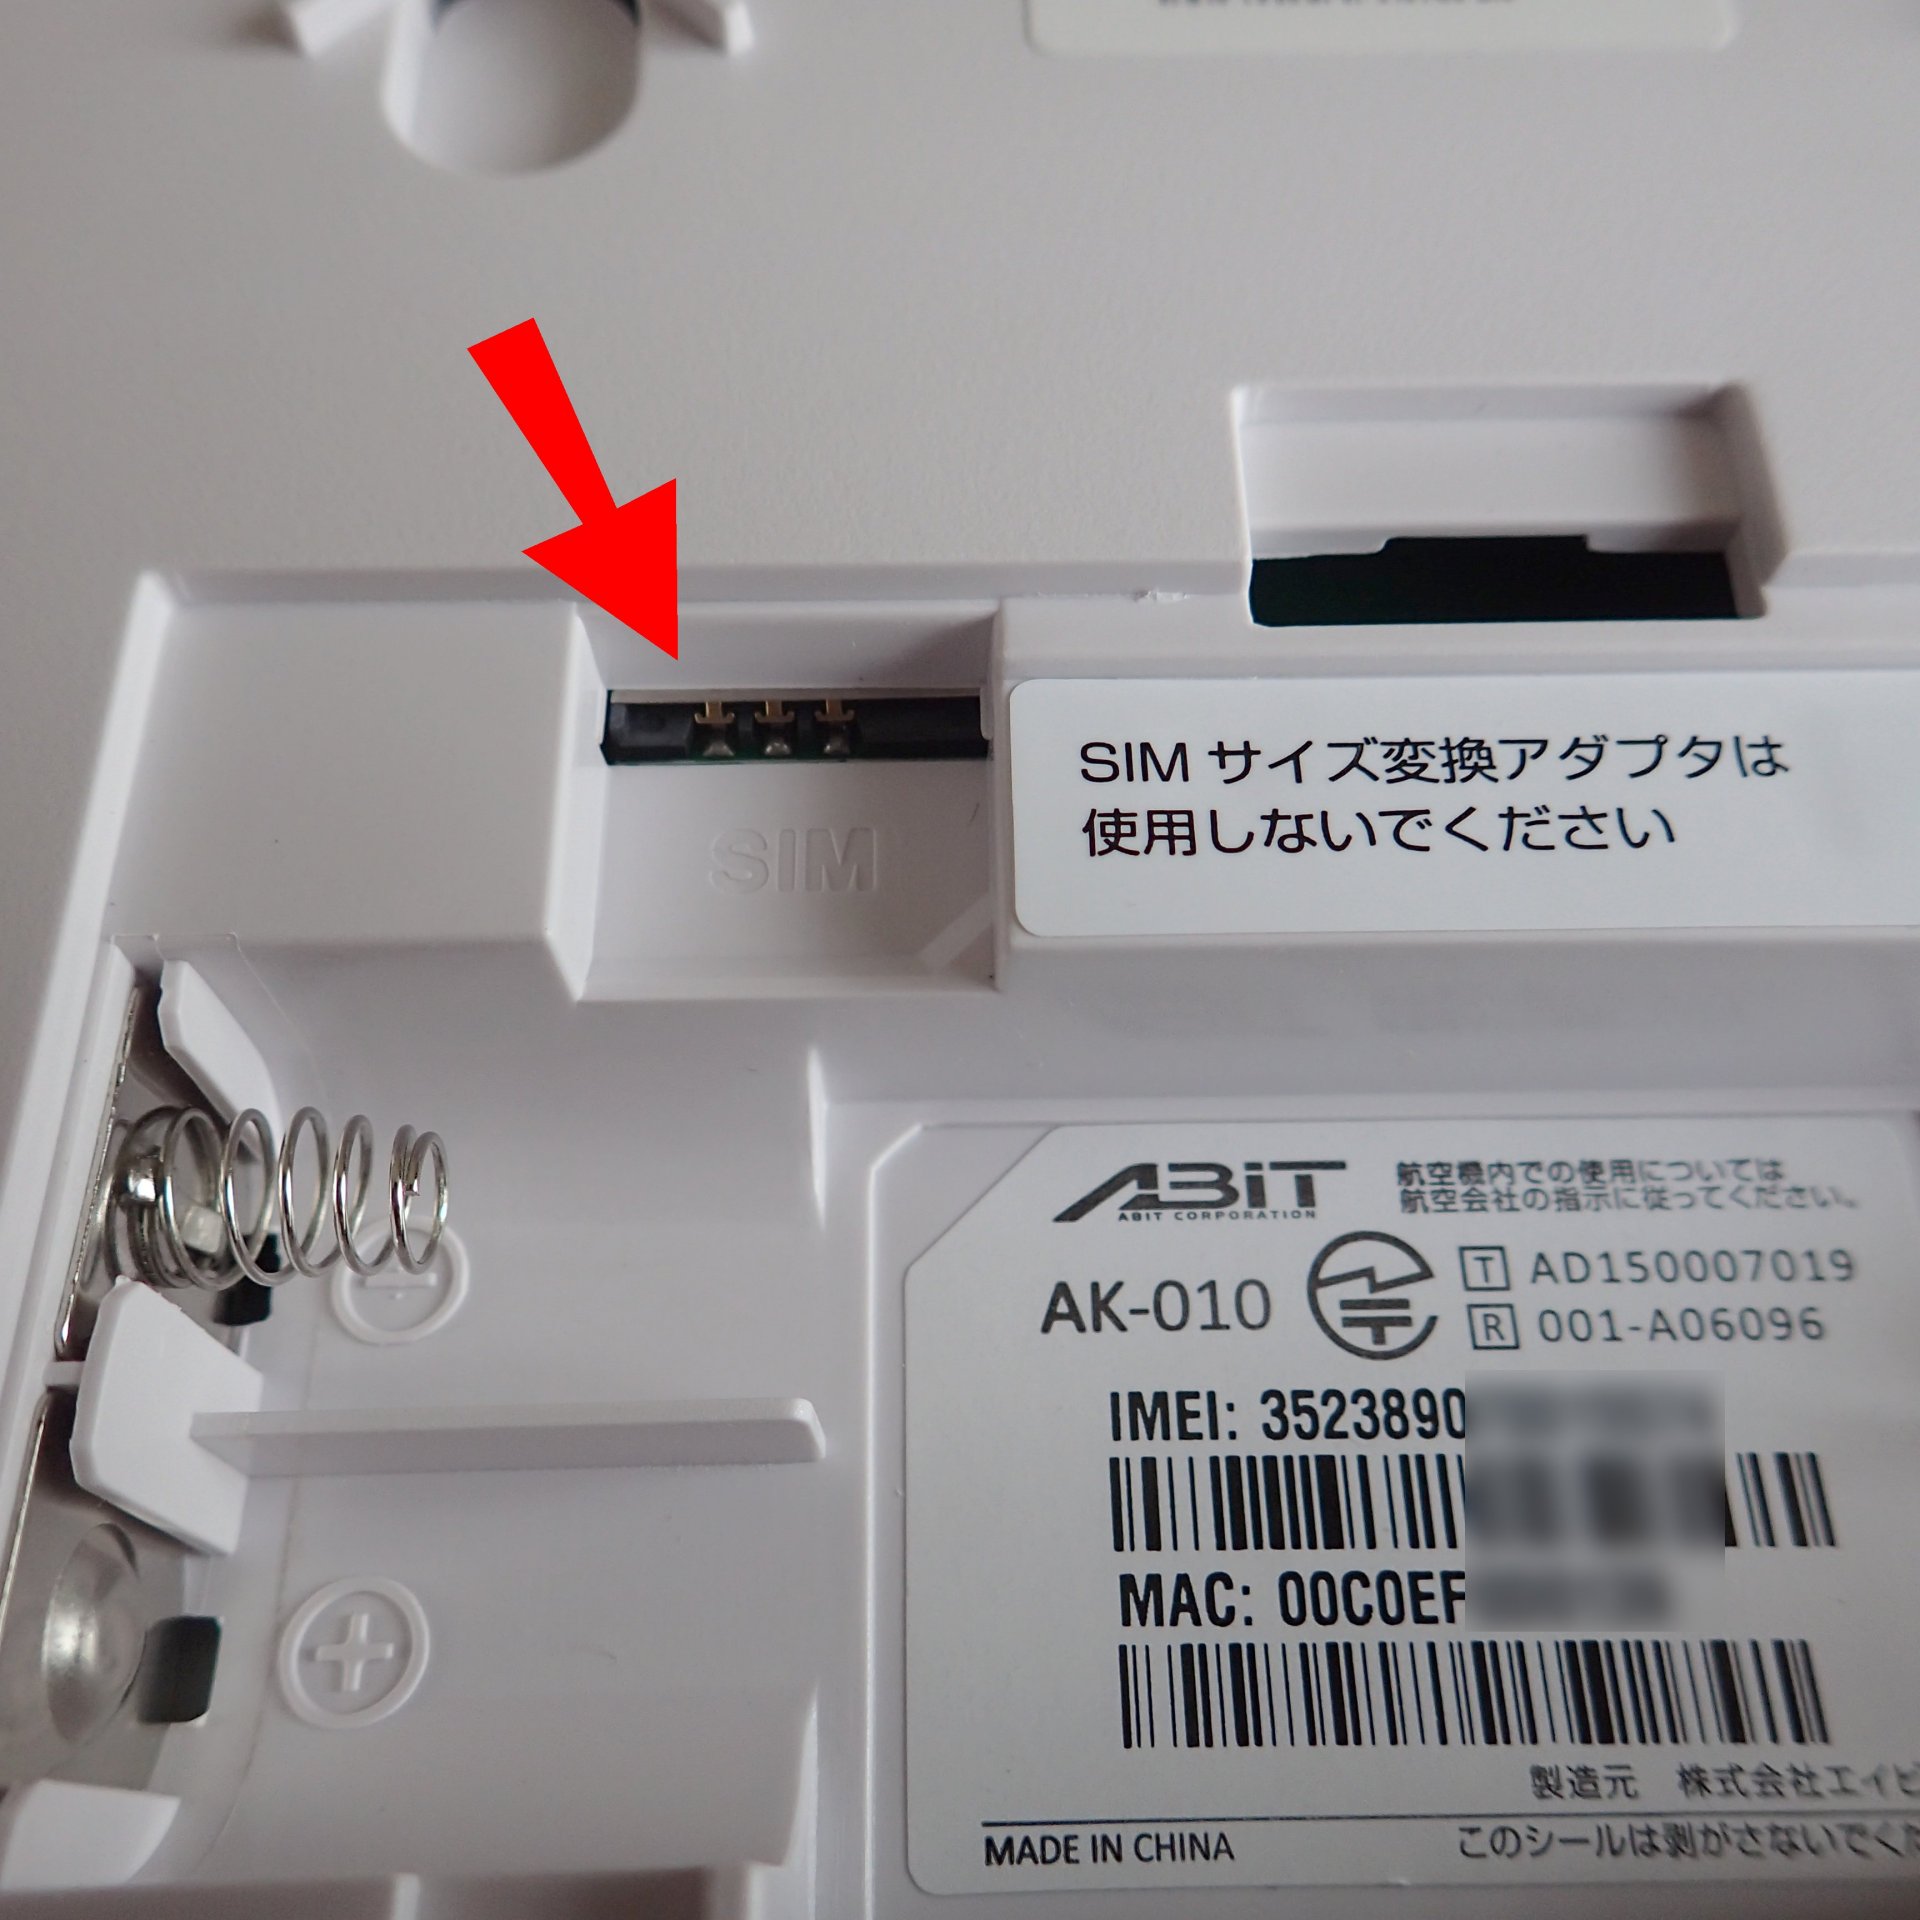 SIM サイズ変換アダプタは
使用しないでください
SIM
ABiT
ABIT CORPORATION
航空機内での使用については
航空会社の指示に従ってください。
AK-010
T AD150007019
R 001-A06096
IMEI: 3523890
MAC: 00C0EF
製造元 株式会社エイビ
MADE IN CHINA
このシールは剥がさないでくだ